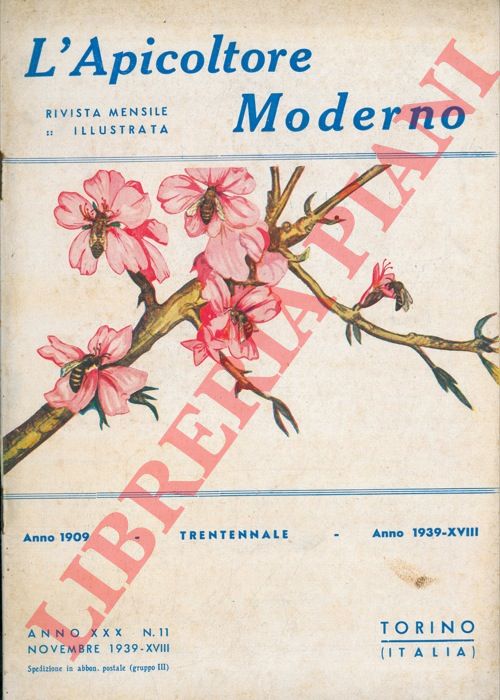 L'Apicoltore
Moderno
RIVISTA MENSILE
:: ILLUSTRATA
Anno 1909 - TRENTENNALE - Anno 1939-XVIII
ANNO XXX N. 11
NOVEMBRE 1939-XVIII
Spedizione in abbon. postale (gruppo III)
TORINO
(ITALIA)
LIBRERIA PIANI